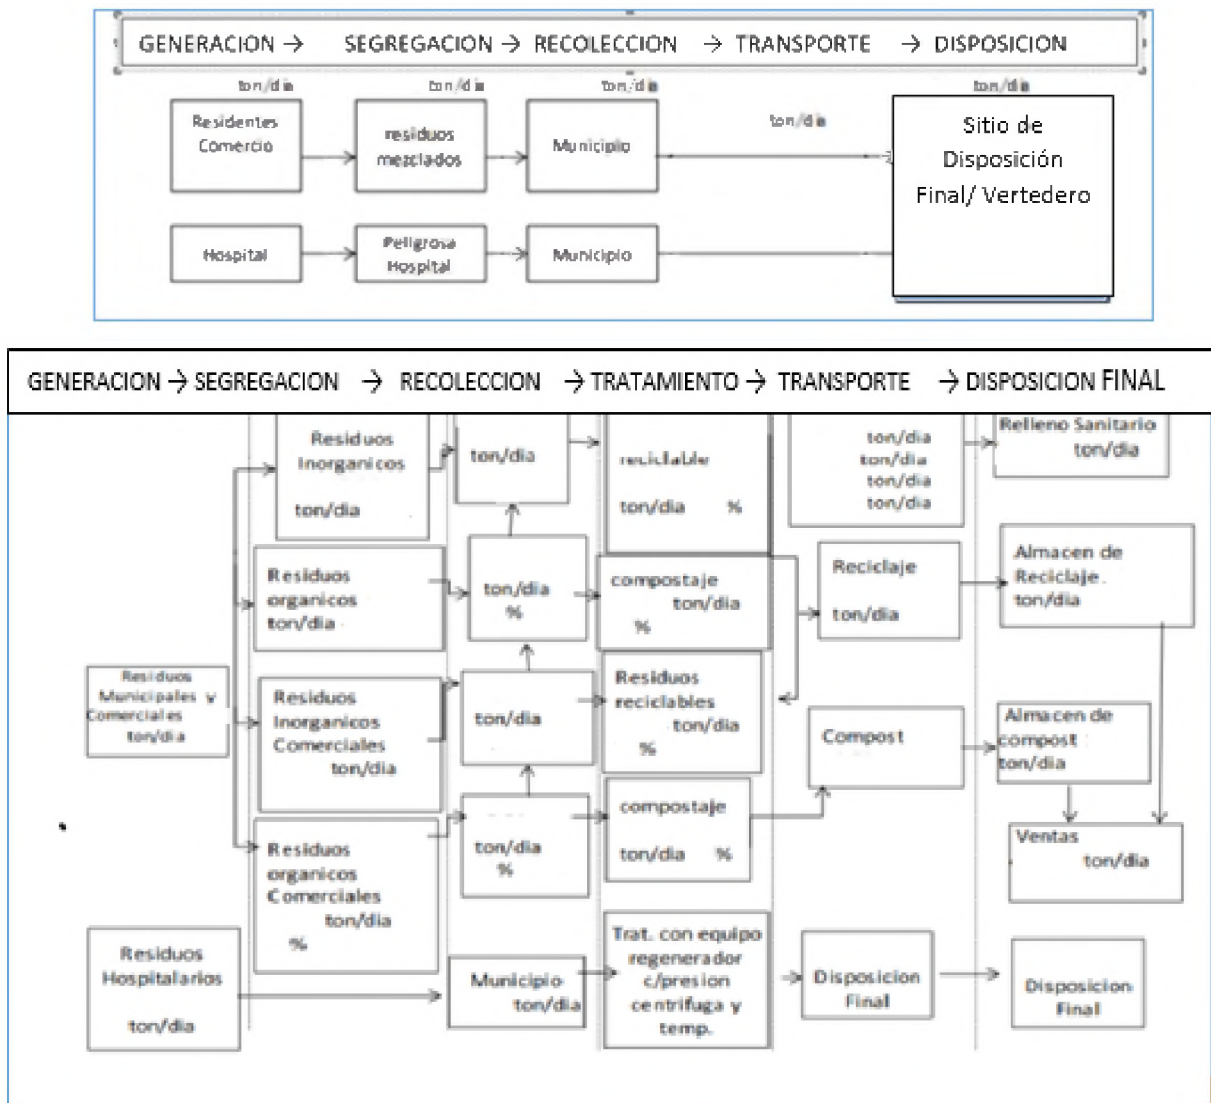 GENERACION → SEGREGACION → RECOLECCION → TRANSPORTE → DISPOSICION
ton/dia ton/dia ton/dia ton/dia
Residentes
Comercio
residuos
mezclados
Municipio
ton/dia
Sitio de
Disposición
Final/ Vertedero
Hospital
Peligrosa
Hospital
Municipio
GENERACION → SEGREGACION → RECOLECCION → TRATAMIENTO → TRANSPORTE → DISPOSICION FINAL
Residuos
Inorganicos
ton/dia
ton/dia
reciclable
ton/dia %
ton/dia
ton/dia
ton/dia
ton/dia
Relleno Sanitario
ton/dia
Residuos
organicos
ton/dia
ton/dia
%
compostaje
ton/dia
%
Reciclaje
ton/dia
Almacen de
Reciclaje.
ton/dia
Residuos
Municipales y
Comerciales
ton/dia
Residuos
Inorganicos
Comerciales
ton/dia
ton/dia
Residuos
reciclables
ton/dia
%
Compost
Almacen de
compost
ton/dia
Residuos
organicos
Comerciales
ton/dia
%
ton/dia
%
compostaje
ton/dia %
Ventas
ton/dia
Residuos
Hospitalarios
ton/dia
Municipio
ton/dia
Trat. con equipo
regenerador
c/presion
centrifuga y
temp.
Disposicion
Final
Disposicion
Final